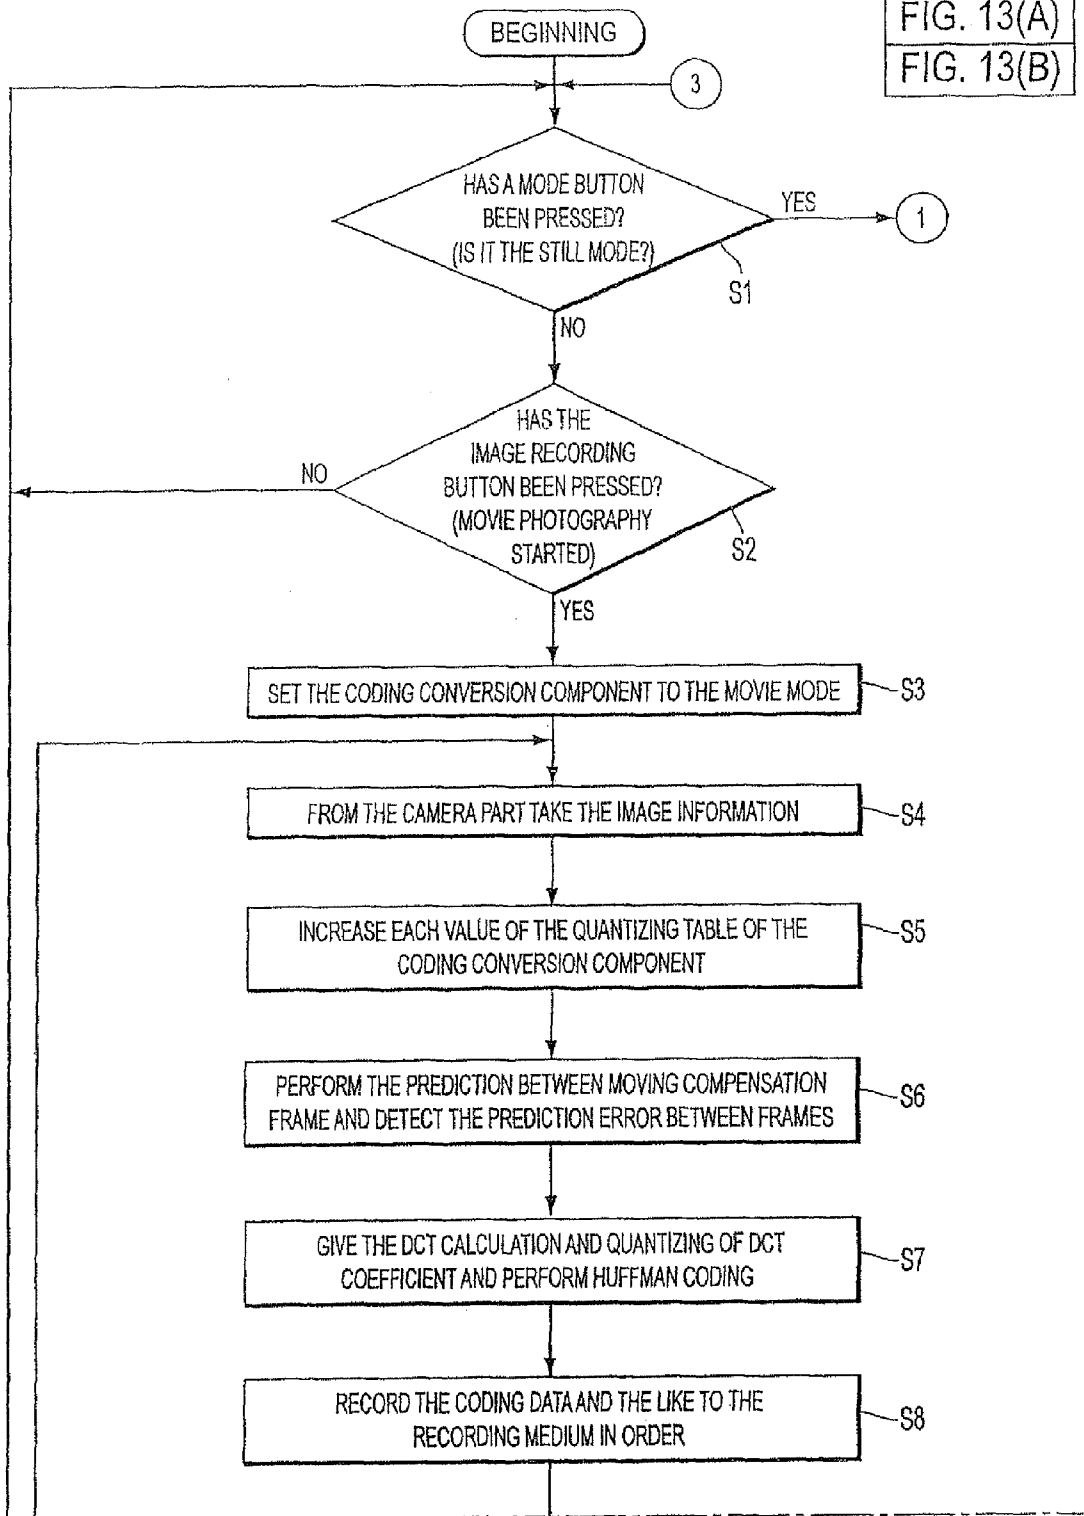 FIG. 13(A)
FIG. 13(B)
BEGINNING
3
HAS A MODE BUTTON
BEEN PRESSED?
(IS IT THE STILL MODE?)
YES
1
S1
NO
HAS THE
IMAGE RECORDING
BUTTON BEEN PRESSED?
(MOVIE PHOTOGRAPHY
STARTED)
NO
S2
YES
SET THE CODING CONVERSION COMPONENT TO THE MOVIE MODE
S3
FROM THE CAMERA PART TAKE THE IMAGE INFORMATION
S4
INCREASE EACH VALUE OF THE QUANTIZING TABLE OF THE
CODING CONVERSION COMPONENT
S5
PERFORM THE PREDICTION BETWEEN MOVING COMPENSATION
FRAME AND DETECT THE PREDICTION ERROR BETWEEN FRAMES
S6
GIVE THE DCT CALCULATION AND QUANTIZING OF DCT
COEFFICIENT AND PERFORM HUFFMAN CODING
S7
RECORD THE CODING DATA AND THE LIKE TO THE
RECORDING MEDIUM IN ORDER
S8